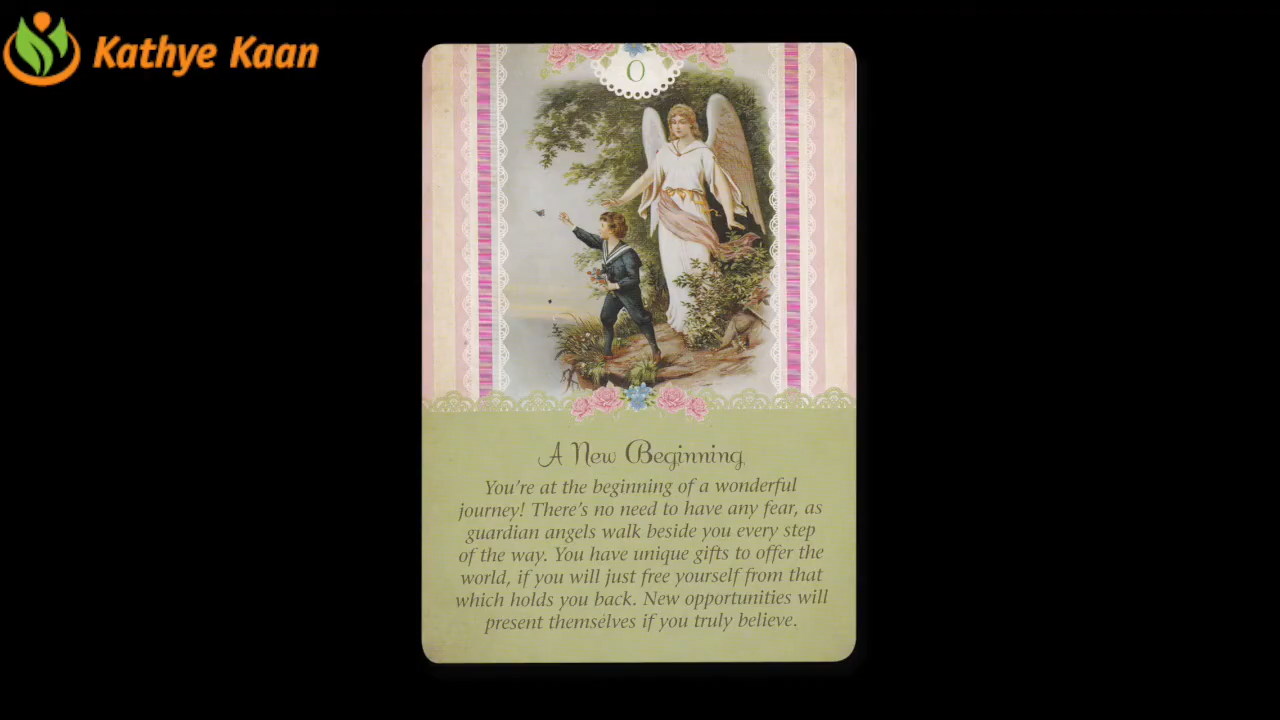 Kathye Kaan
0
A New Beginning
You're at the beginning of a wonderful
journey! There's no need to have any fear, as
guardian angels walk beside you every step
of the way. You have unique gifts to offer the
world, if you will just free yourself from that
which holds you back. New opportunities will
present themselves if you truly believe.